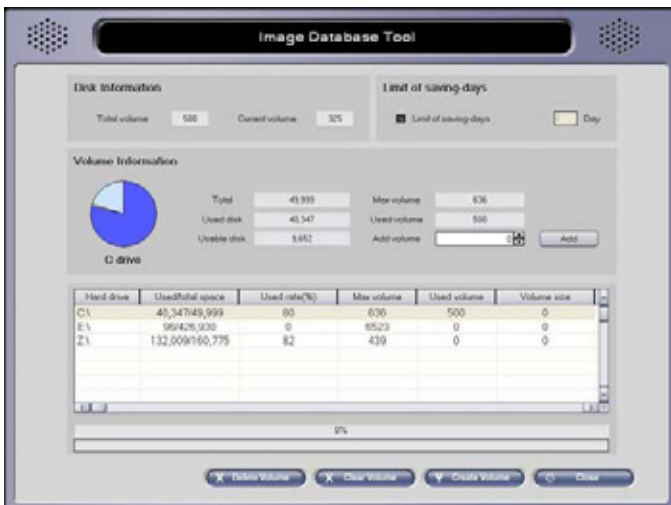 Image Database Tool
Disk Information
Limit of saving-days
Total volume 500 Current volume 325
Limit of saving-days Day
Volume Information
Total 49,999 Max volume 636
Used disk 40,347 Used volume 500
Usable disk 9,652 Add volume 0 Add
C drive
Hard drive Used/total space Used rate(%) Max volume Used volume Volume size
C:\ 40,347/49,999 80 636 500 0
E:\ 96/426,930 0 6523 0 0
Z:\ 132,009/160,775 82 439 0 0
0%
Delete Volume Clear Volume Create Volume Close